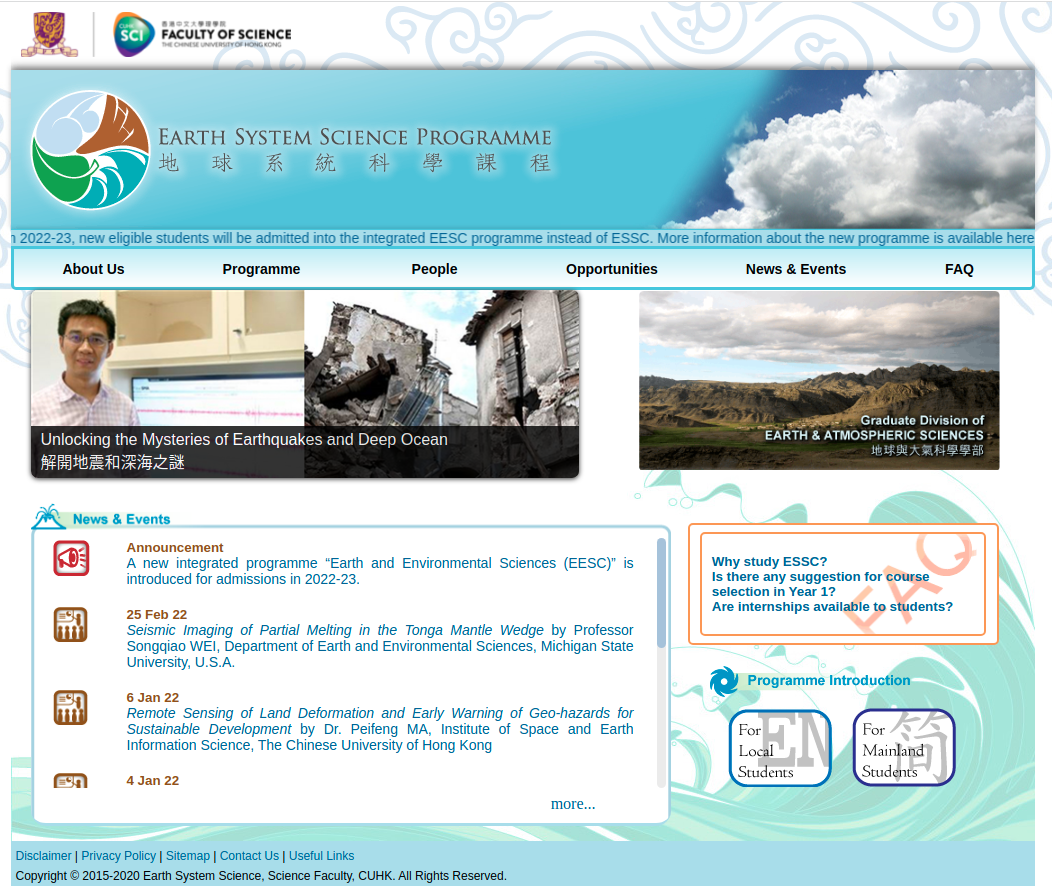 香港中文大學理學院
CUHK
SCI
FACULTY OF SCIENCE
THE CHINESE UNIVERSITY OF HONG KONG
EARTH SYSTEM SCIENCE PROGRAMME
地球系統科學課程
2022-23, new eligible students will be admitted into the integrated EESC programme instead of ESSC. More information about the new programme is available here
About Us Programme People Opportunities News & Events FAQ
Unlocking the Mysteries of Earthquakes and Deep Ocean
解開地震和深海之謎
Graduate Division of
EARTH & ATMOSPHERIC SCIENCES
地球與大氣科學學部
News & Events
Announcement
A new integrated programme “Earth and Environmental Sciences (EESC)” is
introduced for admissions in 2022-23.
25 Feb 22
Seismic Imaging of Partial Melting in the Tonga Mantle Wedge by Professor
Songqiao WEI, Department of Earth and Environmental Sciences, Michigan State
University, U.S.A.
6 Jan 22
Remote Sensing of Land Deformation and Early Warning of Geo-hazards for
Sustainable Development by Dr. Peifeng MA, Institute of Space and Earth
Information Science, The Chinese University of Hong Kong
4 Jan 22
more...
FAQ
Why study ESSC?
Is there any suggestion for course
selection in Year 1?
Are internships available to students?
Programme Introduction
EN
For
Local
Students
简
For
Mainland
Students
Disclaimer | Privacy Policy | Sitemap | Contact Us | Useful Links
Copyright © 2015-2020 Earth System Science, Science Faculty, CUHK. All Rights Reserved.